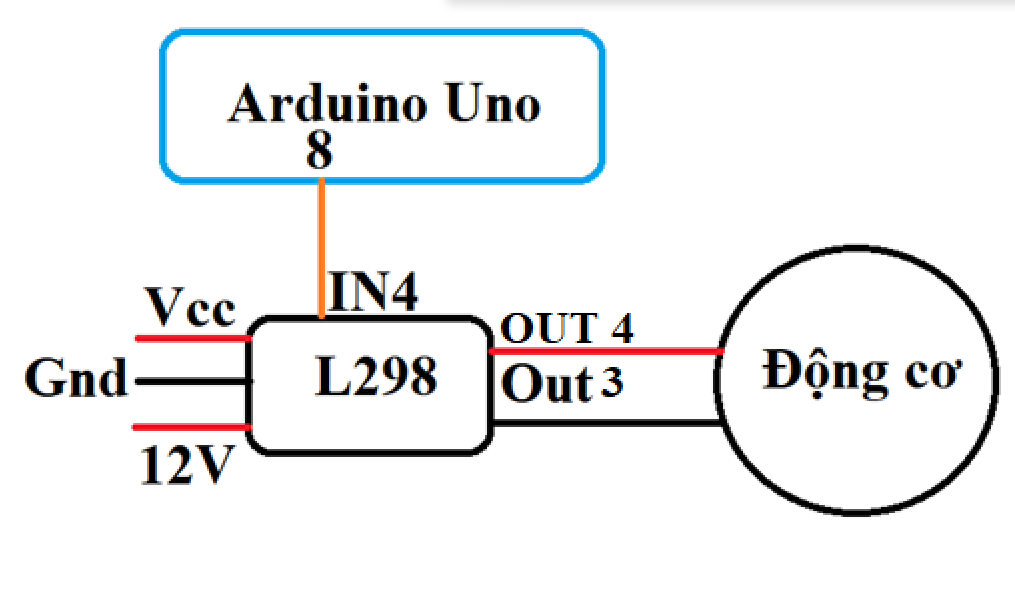 Arduino Uno
8
IN4
Vcc
OUT 4
Gnd
L298
Out 3
Động cơ
12V